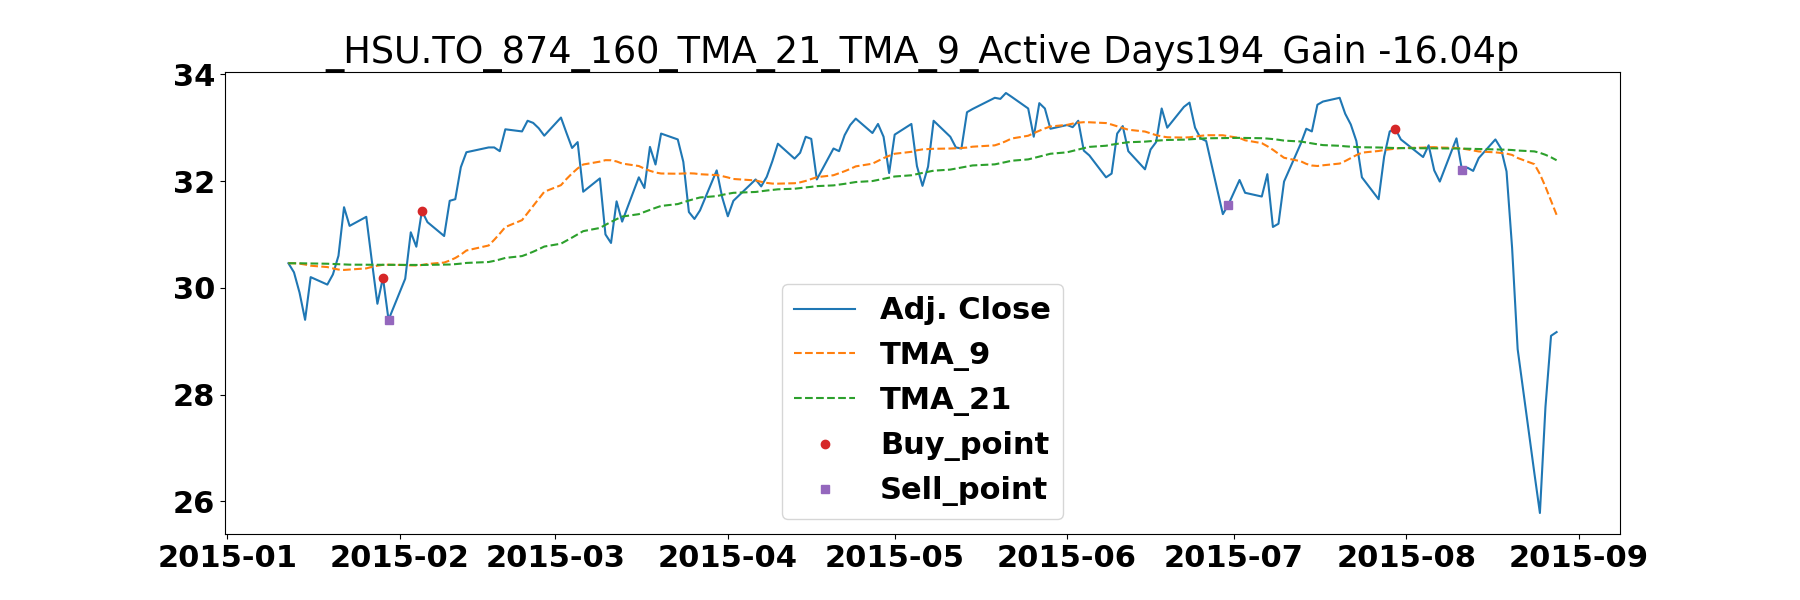 _HSU.TO_874_160_TMA_21_TMA_9_Active Days194_Gain -16.04p
34
32
30
28
26
Adj. Close
TMA_9
TMA_21
Buy_point
Sell_point
2015-01 2015-02 2015-03 2015-04 2015-05 2015-06 2015-07 2015-08 2015-09